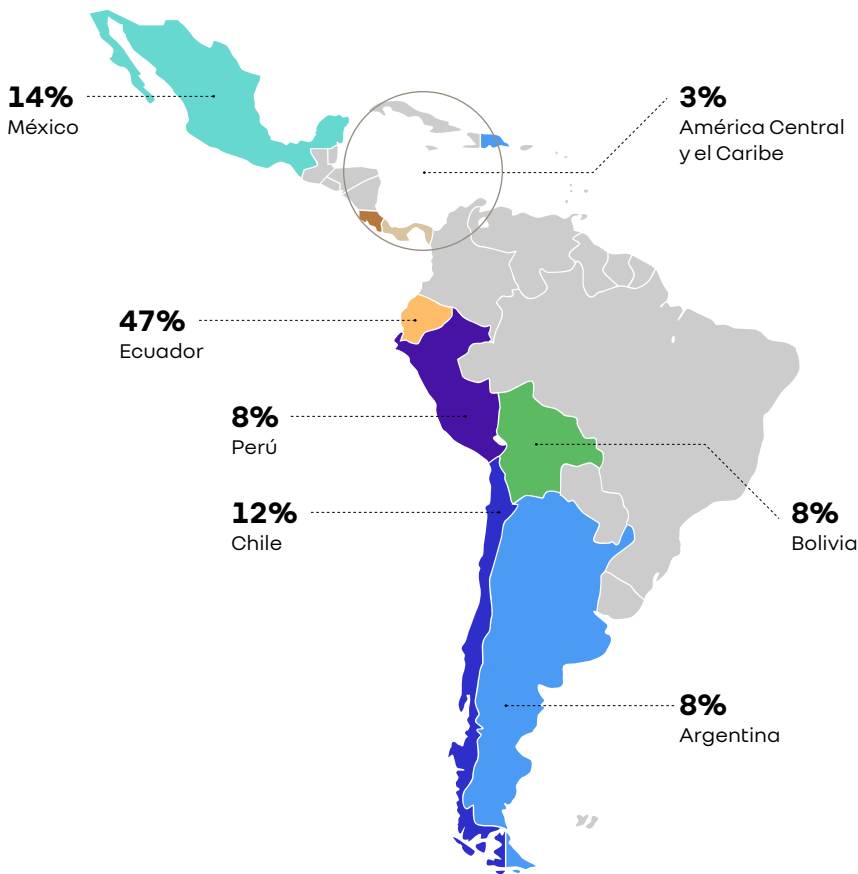 14%
México
3%
América Central
y el Caribe
47%
Ecuador
8%
Perú
12%
Chile
8%
Bolivia
8%
Argentina